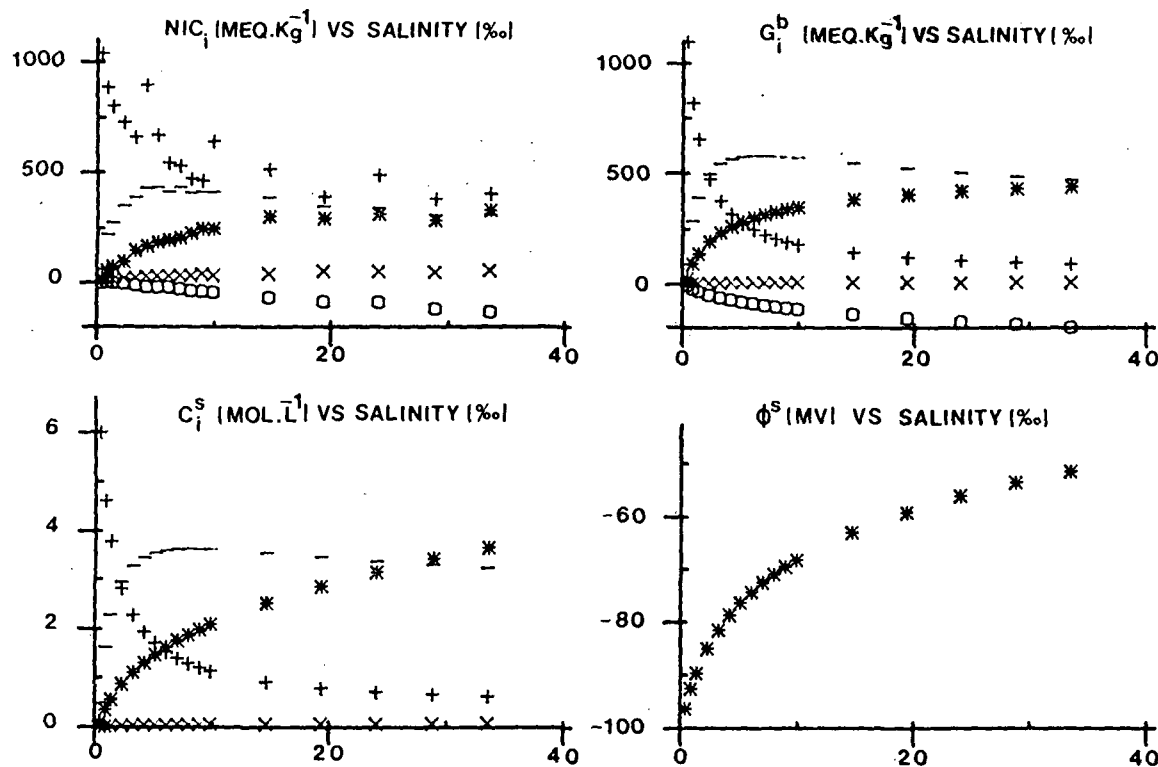 NIC_i |MEQ.Kg^-1| VS SALINITY |‰|
1000
500
0
0 20 40
G_i^b |MEQ.Kg^-1| VS SALINITY |‰|
1000
500
0
0 20 40
C_i^s |MOL.L^-1| VS SALINITY |‰|
6
4
2
0
0 20 40
ϕ^s |MV| VS SALINITY |‰|
-60
-80
-100
0 20 40